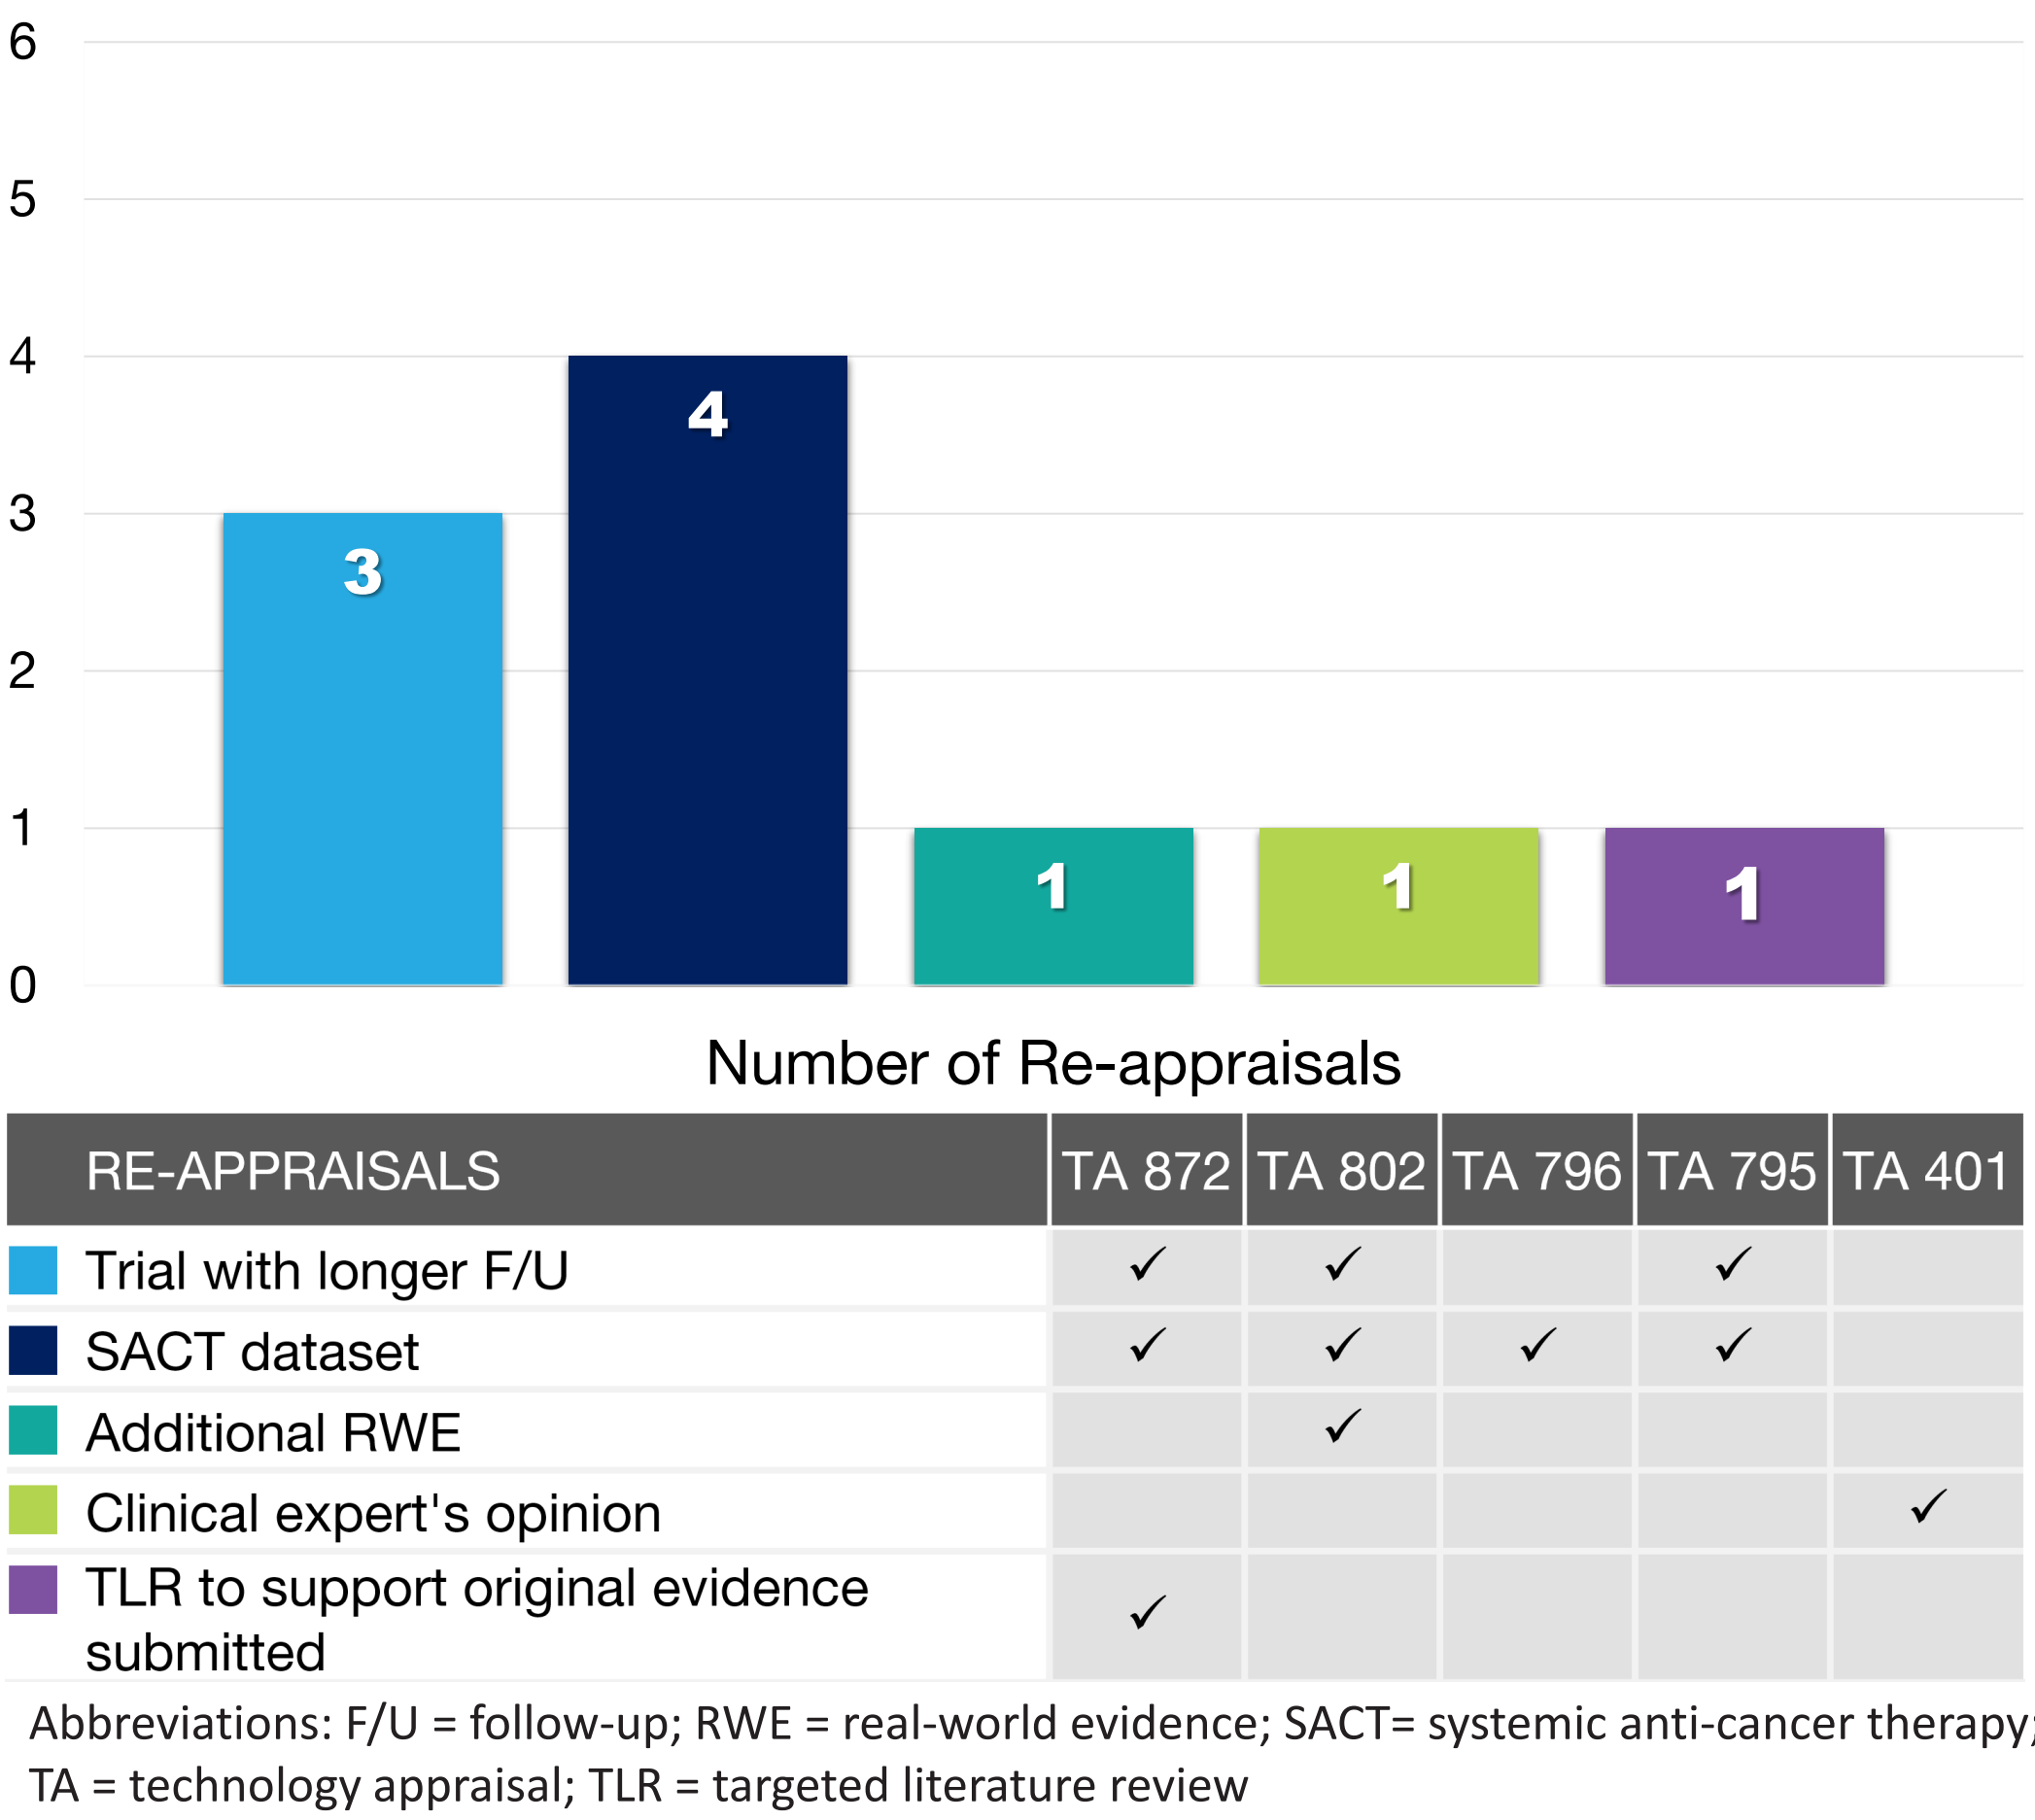 6
5
4
3
2
1
0
3
4
1
1
1
Number of Re-appraisals
RE-APPRAISALS TA 872 TA 802 TA 796 TA 795 TA 401
Trial with longer F/U ✓ ✓ ✓
SACT dataset ✓ ✓ ✓ ✓
Additional RWE ✓
Clinical expert's opinion ✓
TLR to support original evidence
submitted ✓
Abbreviations: F/U = follow-up; RWE = real-world evidence; SACT= systemic anti-cancer therapy;
TA = technology appraisal; TLR = targeted literature review